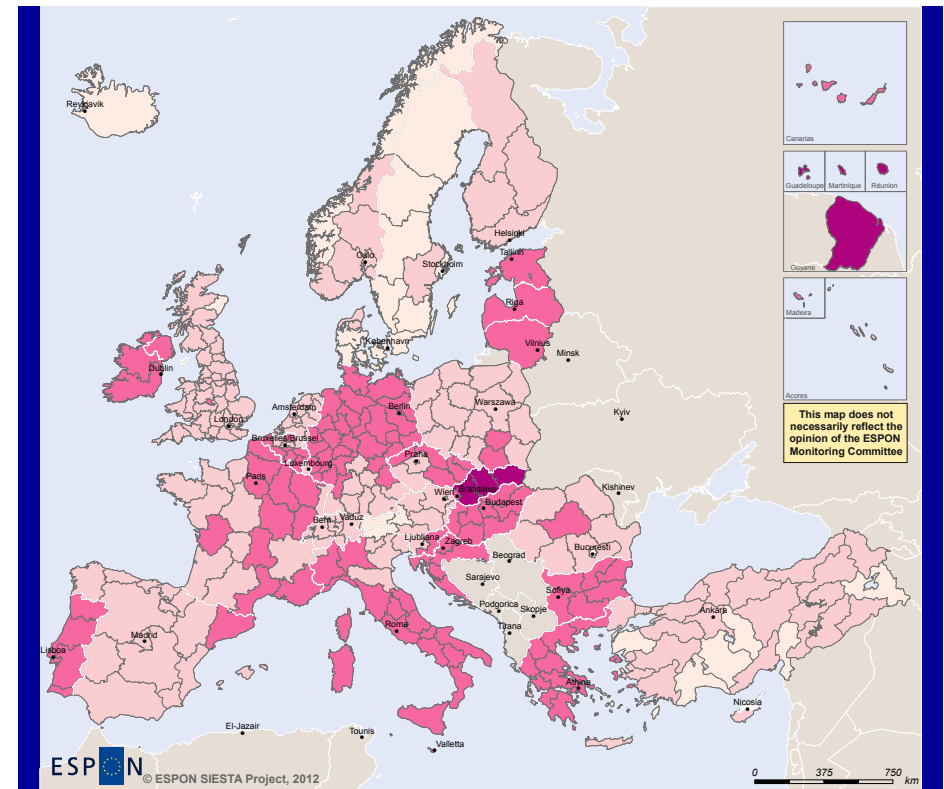 Reykjavik
Canarias
Guadeloupe
Martinique
Réunion
Guyane
Madeira
Acores
This map does not
necessarily reflect the
opinion of the ESPON
Monitoring Committee
Helsinki
Oslo
Tallinn
Stockholm
Riga
København
Vilnius
Minsk
Dublin
Amsterdam
Berlin
Warszawa
London
Kyiv
Bruxelles/Brussel
Praha
Luxembourg
Paris
Kishinev
Wien
Bratislava
Budapest
Bern
Vaduz
Ljubljana
Zagreb
Bucuresti
Beograd
Sarajevo
Sofiya
Podgorica
Skopje
Ankara
Roma
Tirana
Madrid
Lisboa
Athina
Nicosia
El-Jazair
Tounis
Valletta
ESPON
© ESPON SIESTA Project, 2012
0 375 750
km